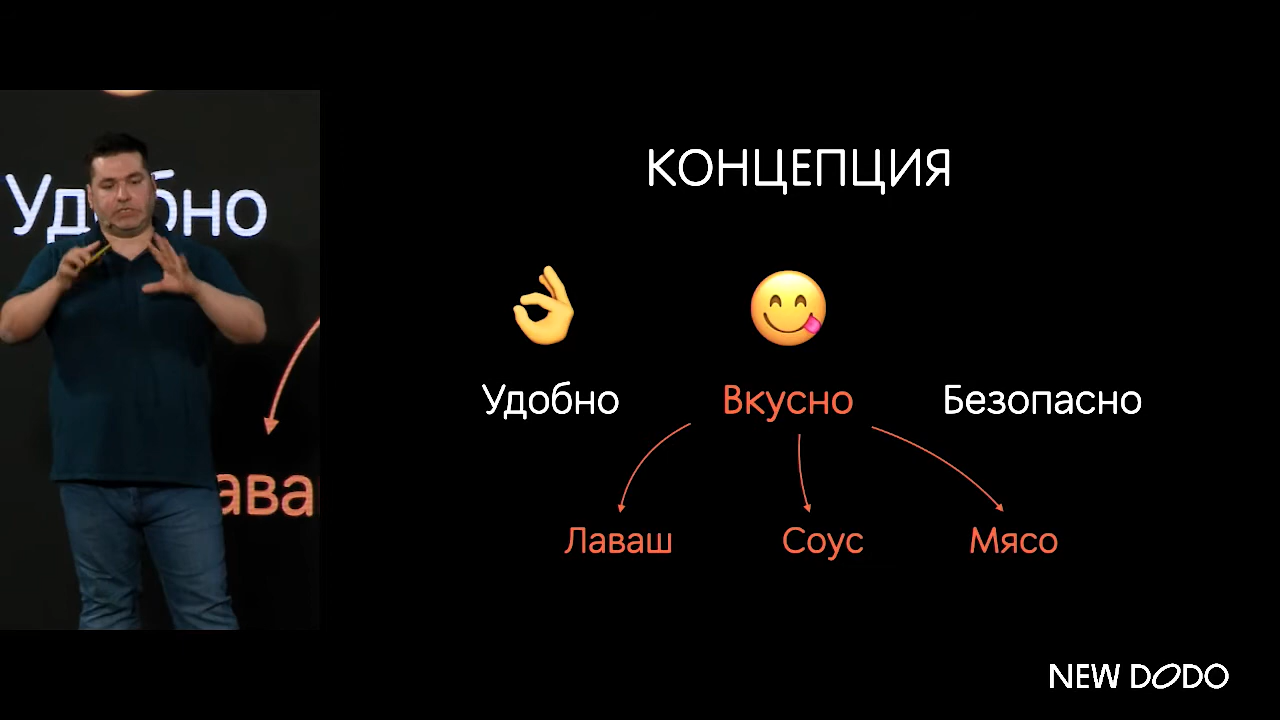 КОНЦЕПЦИЯ
Удобно
Вкусно
Безопасно
Лаваш
Соус
Мясо
NEW DODO
Удобно
ава